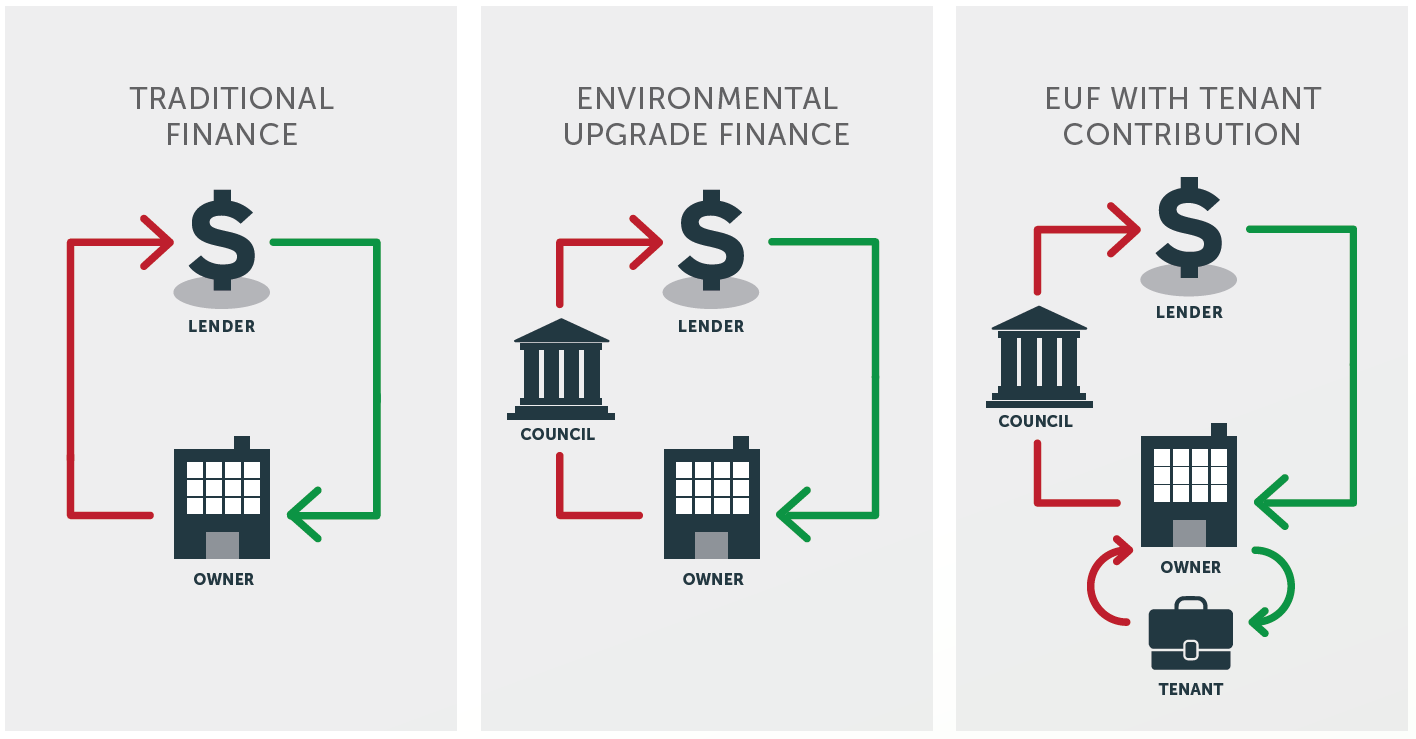 TRADITIONAL
FINANCE
$
LENDER
OWNER
ENVIRONMENTAL
UPGRADE FINANCE
$
LENDER
COUNCIL
OWNER
EUF WITH TENANT
CONTRIBUTION
$
LENDER
COUNCIL
OWNER
TENANT